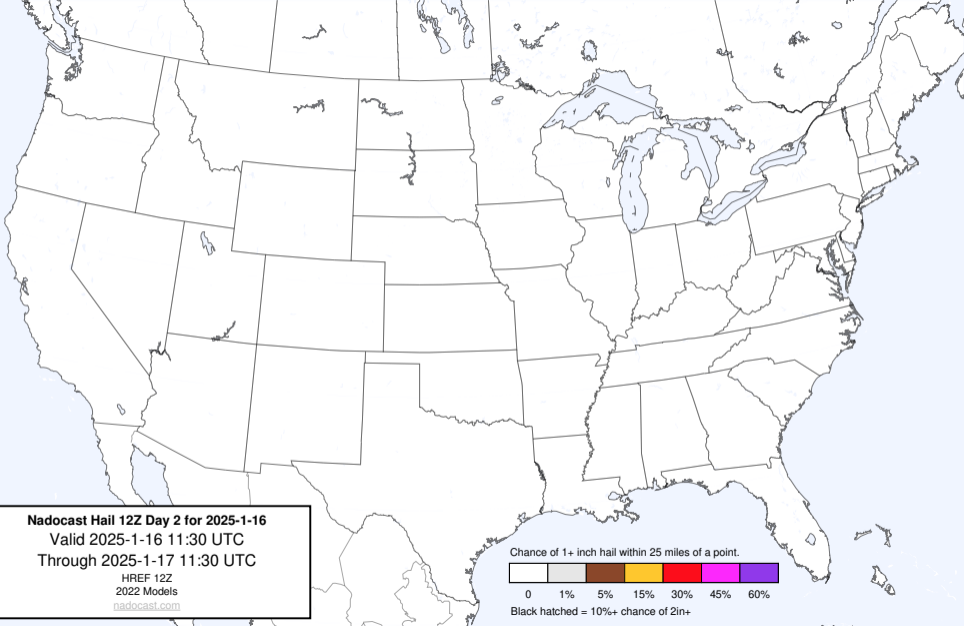 Nadocast Hail 12Z Day 2 for 2025-1-16
Valid 2025-1-16 11:30 UTC
Through 2025-1-17 11:30 UTC
HREF 12Z
2022 Models
nadocast.com
Chance of 1+ inch hail within 25 miles of a point.
0 1% 5% 15% 30% 45% 60%
Black hatched = 10%+ chance of 2in+